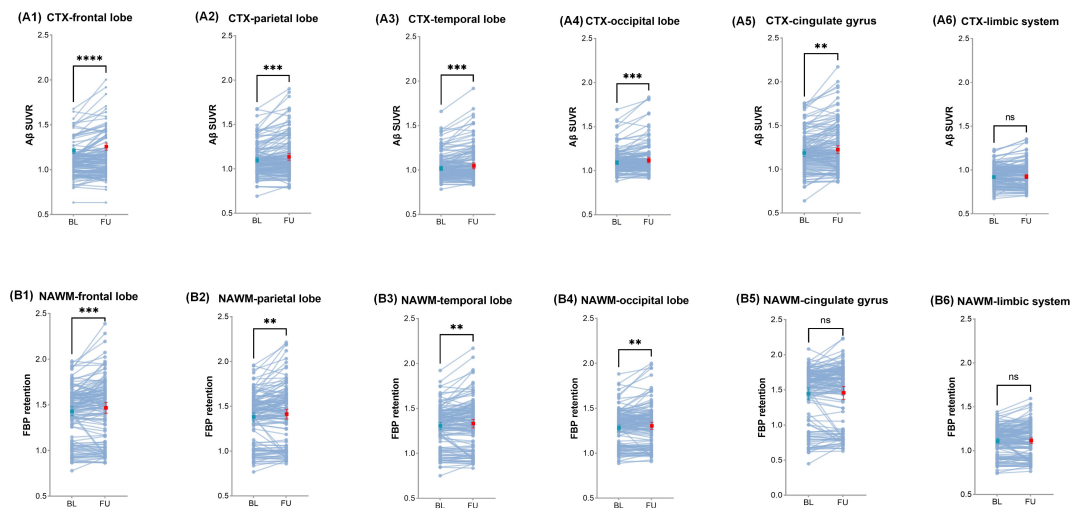 (A1) CTX-frontal lobe
Aβ SUVR
2.5
2.0
1.5
1.0
0.5
****
BL FU
(A2) CTX-parietal lobe
Aβ SUVR
2.5
2.0
1.5
1.0
0.5
***
BL FU
(A3) CTX-temporal lobe
Aβ SUVR
2.5
2.0
1.5
1.0
0.5
***
BL FU
(A4) CTX-occipital lobe
Aβ SUVR
2.5
2.0
1.5
1.0
0.5
***
BL FU
(A5) CTX-cingulate gyrus
Aβ SUVR
2.5
2.0
1.5
1.0
0.5
**
BL FU
(A6) CTX-limbic system
Aβ SUVR
2.5
2.0
1.5
1.0
0.5
ns
BL FU
(B1) NAWM-frontal lobe
FBP retention
2.5
2.0
1.5
1.0
0.5
***
BL FU
(B2) NAWM-parietal lobe
FBP retention
2.5
2.0
1.5
1.0
0.5
**
BL FU
(B3) NAWM-temporal lobe
FBP retention
2.5
2.0
1.5
1.0
0.5
**
BL FU
(B4) NAWM-occipital lobe
FBP retention
2.5
2.0
1.5
1.0
0.5
**
BL FU
(B5) NAWM-cingulate gyrus
FBP retention
2.5
2.0
1.5
1.0
0.5
0.0
ns
BL FU
(B6) NAWM-limbic system
FBP retention
2.5
2.0
1.5
1.0
0.5
ns
BL FU